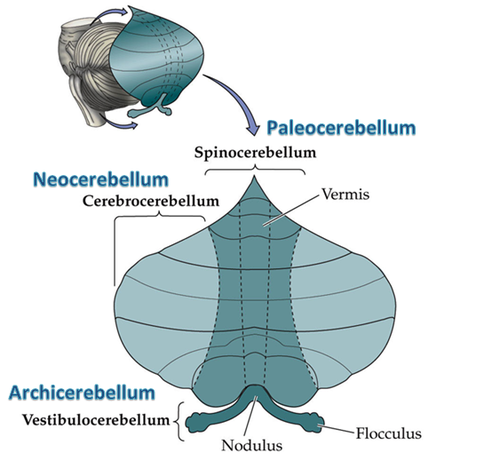 Paleocerebellum
Spinocerebellum
Neocerebellum
Cerebrocerebellum
Vermis
Archicerebellum
Vestibulocerebellum
Nodulus
Flocculus